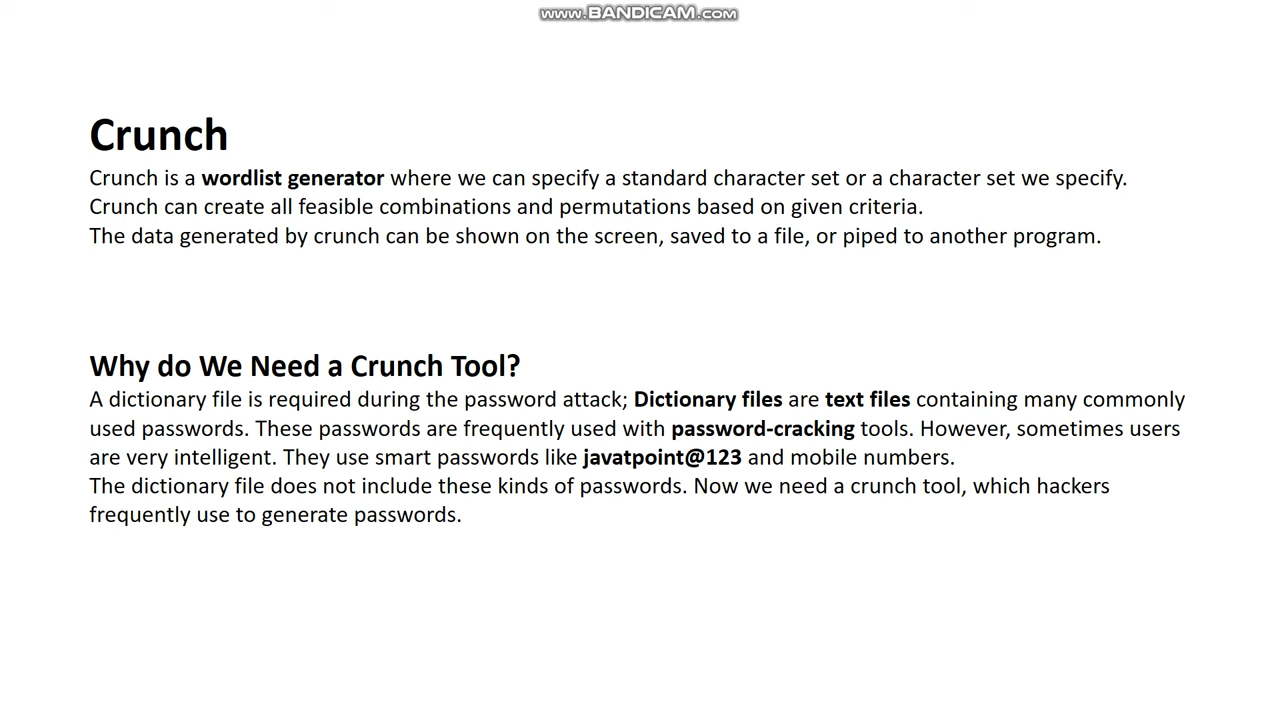 www.BANDICAM.com
Crunch
Crunch is a wordlist generator where we can specify a standard character set or a character set we specify.
Crunch can create all feasible combinations and permutations based on given criteria.
The data generated by crunch can be shown on the screen, saved to a file, or piped to another program.
Why do We Need a Crunch Tool?
A dictionary file is required during the password attack; Dictionary files are text files containing many commonly
used passwords. These passwords are frequently used with password-cracking tools. However, sometimes users
are very intelligent. They use smart passwords like javatpoint@123 and mobile numbers.
The dictionary file does not include these kinds of passwords. Now we need a crunch tool, which hackers
frequently use to generate passwords.